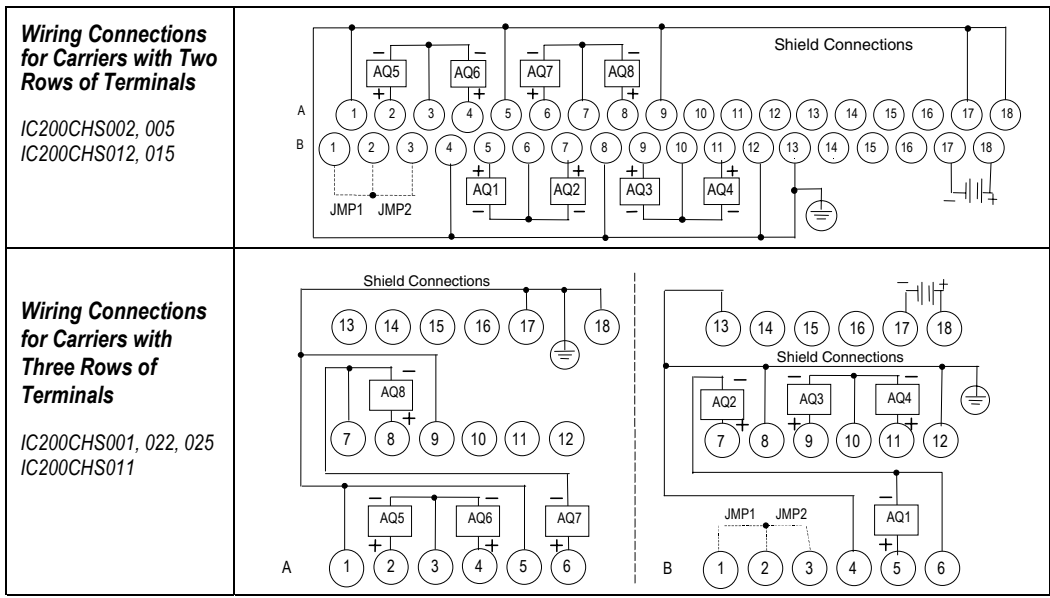 Wiring Connections
for Carriers with Two
Rows of Terminals
IC200CHS002, 005
IC200CHS012, 015
Shield Connections
AQ5 AQ6 AQ7 AQ8
A 1 2 3 4 5 6 7 8 9 10 11 12 13 14 15 16 17 18
B 1 2 3 4 5 6 7 8 9 10 11 12 13 14 15 16 17 18
AQ1 AQ2 AQ3 AQ4
JMP1 JMP2
Wiring Connections
for Carriers with
Three Rows of
Terminals
IC200CHS001, 022, 025
IC200CHS011
Shield Connections
13 14 15 16 17 18
AQ8
7 8 9 10 11 12
AQ5 AQ6 AQ7
A 1 2 3 4 5 6
13 14 15 16 17 18
Shield Connections
AQ2 AQ3 AQ4
7 8 9 10 11 12
JMP1 JMP2 AQ1
B 1 2 3 4 5 6